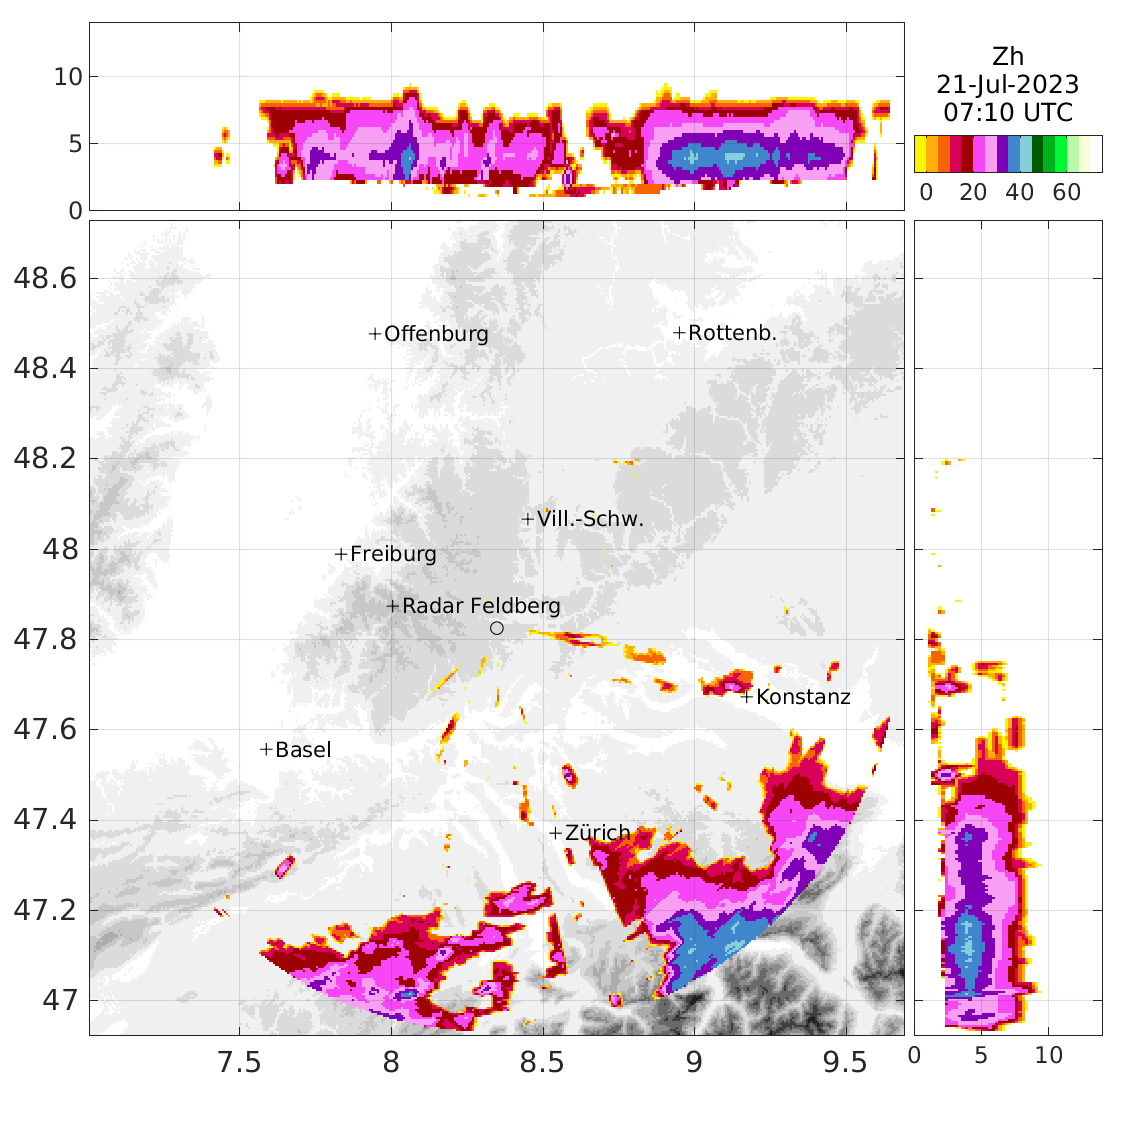 10
5
0
Zh
21-Jul-2023
07:10 UTC
0 20 40 60
48.6
48.4
48.2
48
47.8
47.6
47.4
47.2
47
+Offenburg
+Rottenb.
+Vill.-Schw.
+Freiburg
+Radar Feldberg
+Konstanz
+Basel
+Zürich
7.5 8 8.5 9 9.5
0 5 10